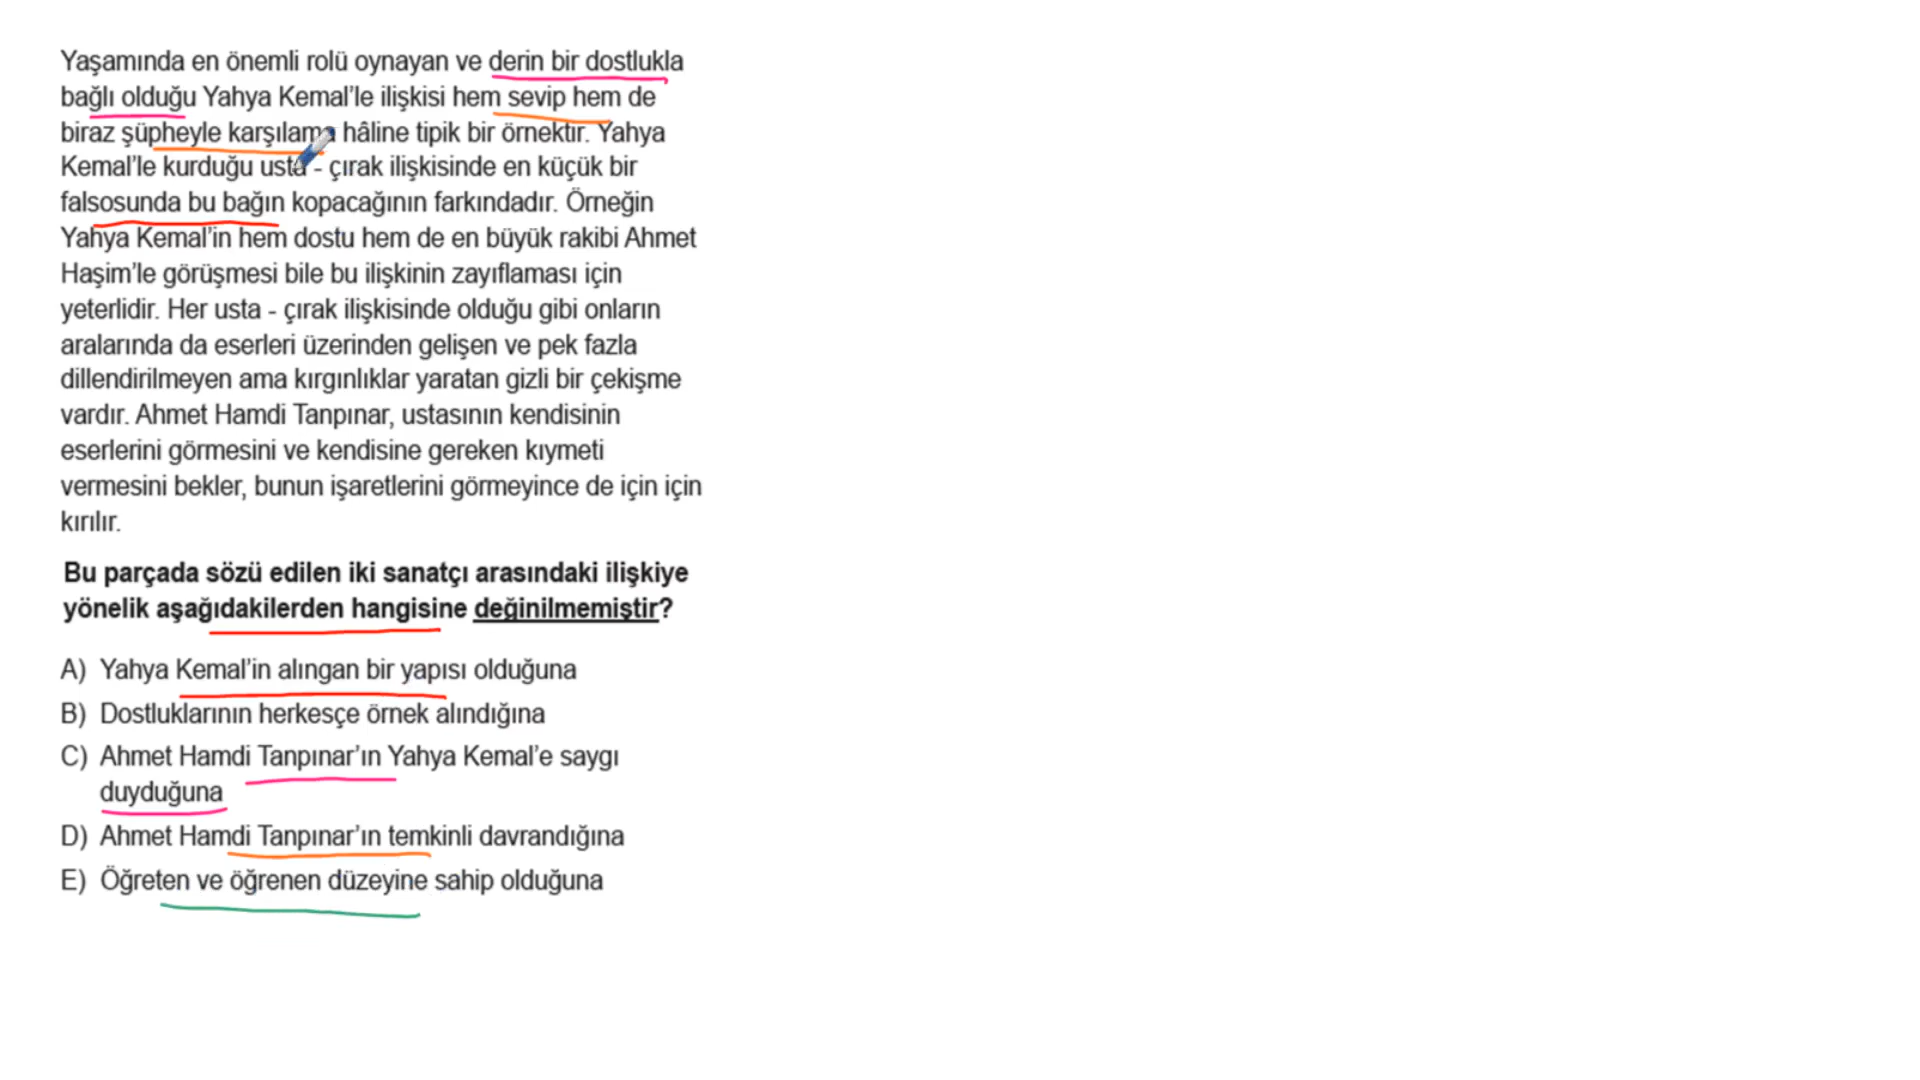 Yaşamında en önemli rolü oynayan ve derin bir dostlukla
bağlı olduğu Yahya Kemal'le ilişkisi hem sevip hem de
biraz şüpheyle karşılama hâline tipik bir örnektir. Yahya
Kemal'le kurduğu usta - çırak ilişkisinde en küçük bir
falsosunda bu bağın kopacağının farkındadır. Örneğin
Yahya Kemal'in hem dostu hem de en büyük rakibi Ahmet
Haşim'le görüşmesi bile bu ilişkinin zayıflaması için
yeterlidir. Her usta - çırak ilişkisinde olduğu gibi onların
aralarında da eserleri üzerinden gelişen ve pek fazla
dillendirilmeyen ama kırgınlıklar yaratan gizli bir çekişme
vardır. Ahmet Hamdi Tanpınar, ustasının kendisinin
eserlerini görmesini ve kendisine gereken kıymeti
vermesini bekler, bunun işaretlerini görmeyince de için için
kırılır.
Bu parçada sözü edilen iki sanatçı arasındaki ilişkiye
yönelik aşağıdakilerden hangisine değinilmemiştir?
A) Yahya Kemal'in alıngan bir yapısı olduğuna
B) Dostluklarının herkesçe örnek alındığına
C) Ahmet Hamdi Tanpınar'ın Yahya Kemal'e saygı
duyduğuna
D) Ahmet Hamdi Tanpınar'ın temkinli davrandığına
E) Öğreten ve öğrenen düzeyine sahip olduğuna